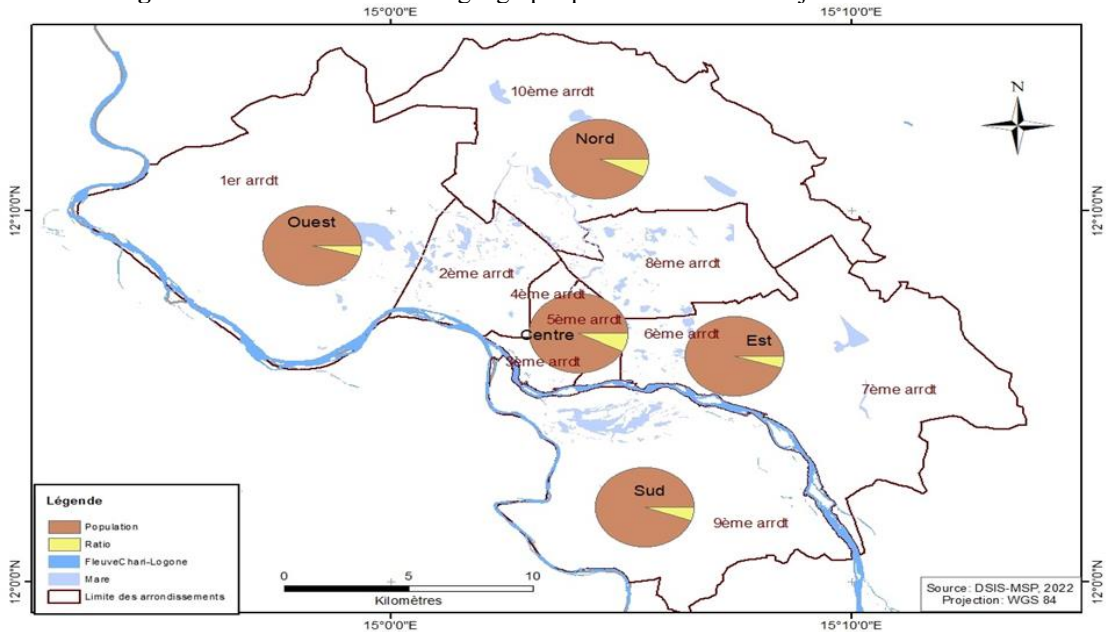 15°0'0"E
15°10'0"E
10ème arrdt
N
Nord
1er arrdt
12°10'0"N
12°10'0"N
Ouest
8ème arrdt
2ème arrdt
4ème arrdt
5ème arrdt
Centre
6ème arrdt
Est
3ème arrdt
7ème arrdt
Sud
9ème arrdt
Légende
Population
Ratio
FleuveChari-Logone
Mare
Limite des arrondissements
0
5
10
Kilomètres
Source: DSIS-MSP, 2022
Projection: WGS 84
12°0'0"N
12°0'0"N
15°0'0"E
15°10'0"E